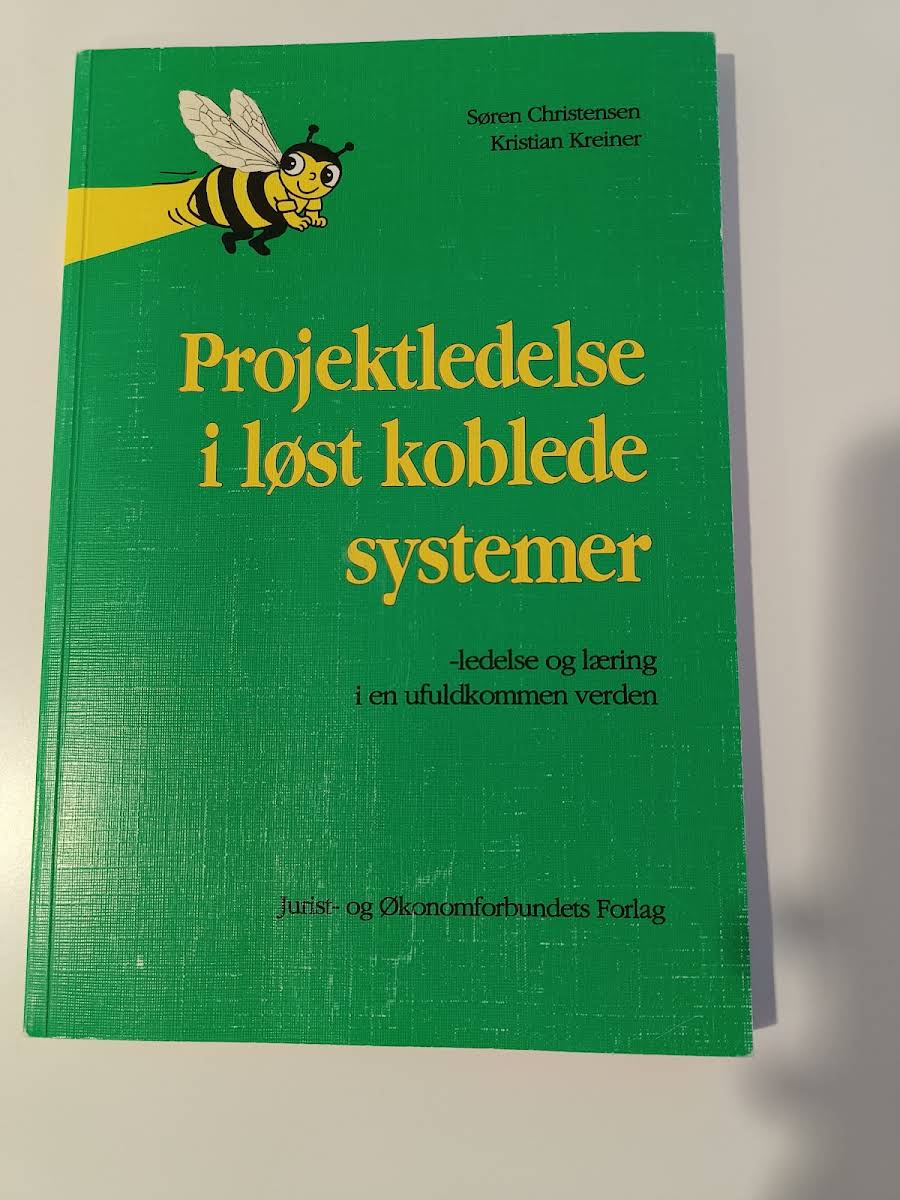 Søren Christensen
Kristian Kreiner
Projektledelse
i løst koblede
systemer
-ledelse og læring
i en ufuldkommen verden
Jurist- og Økonomforbundets Forlag